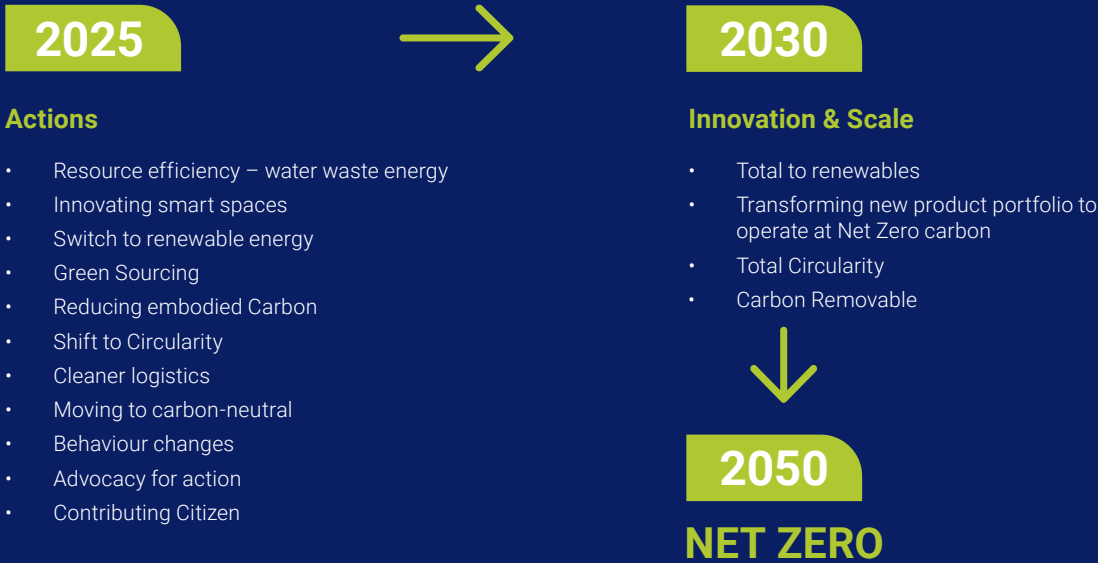 2025
Actions
• Resource efficiency – water waste energy
• Innovating smart spaces
• Switch to renewable energy
• Green Sourcing
• Reducing embodied Carbon
• Shift to Circularity
• Cleaner logistics
• Moving to carbon-neutral
• Behaviour changes
• Advocacy for action
• Contributing Citizen
2030
Innovation & Scale
• Total to renewables
• Transforming new product portfolio to
operate at Net Zero carbon
• Total Circularity
• Carbon Removable
2050
NET ZERO